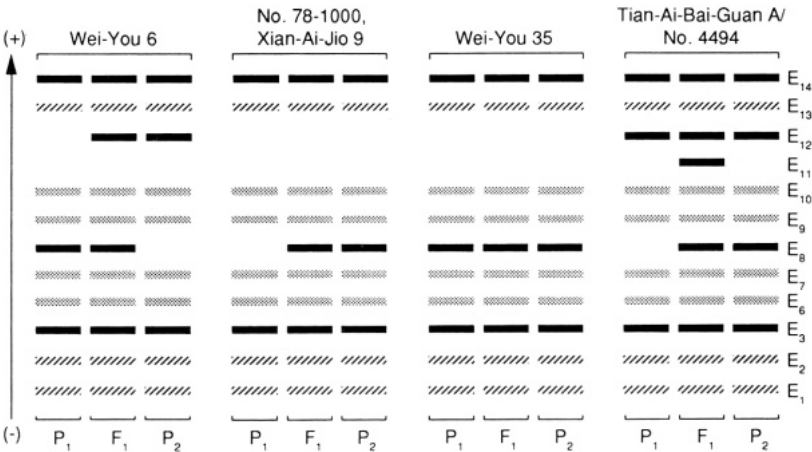 No. 78-1000, Tian-Ai-Bai-Guan A/
(+) Wei-You 6 Xian-Ai-Jio 9 Wei-You 35 No. 4494
E14
E13
E12
E11
E10
E9
E8
E7
E6
E3
E2
E1
(-) P1 F1 P2 P1 F1 P2 P1 F1 P2 P1 F1 P2